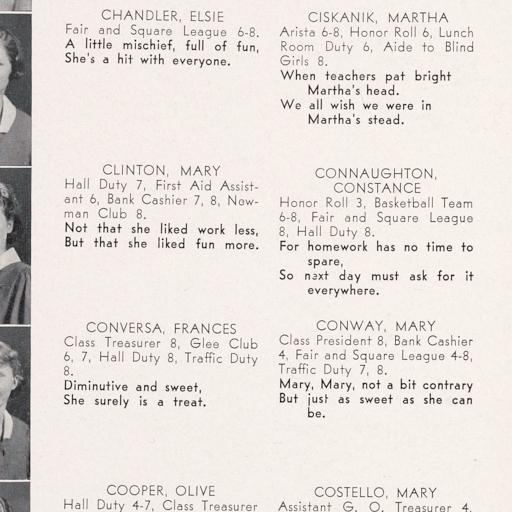 CHANDLER, ELSIE
Fair and Square League 6-8.
A little mischief, full of fun,
She's a hit with everyone.
CISKANIK, MARTHA
Arista 6-8, Honor Roll 6, Lunch
Room Duty 6, Aide to Blind
Girls 8.
When teachers pat bright
Martha's head.
We all wish we were in
Martha's stead.
CLINTON, MARY
Hall Duty 7, First Aid Assist-
ant 6, Bank Cashier 7, 8, New-
man Club 8.
Not that she liked work less,
But that she liked fun more.
CONNAUGHTON,
CONSTANCE
Honor Roll 3, Basketball Team
6-8, Fair and Square League
8, Hall Duty 8.
For homework has no time to
spare,
So next day must ask for it
everywhere.
CONVERSA, FRANCES
Class Treasurer 8, Glee Club
6, 7, Hall Duty 8, Traffic Duty
8.
Diminutive and sweet,
She surely is a treat.
CONWAY, MARY
Class President 8, Bank Cashier
4, Fair and Square League 4-8,
Traffic Duty 7, 8.
Mary, Mary, not a bit contrary
But just as sweet as she can
be.
COOPER, OLIVE
Hall Duty 4-7, Class Treasurer
COSTELLO, MARY
Assistant G. O. Treasurer 4,